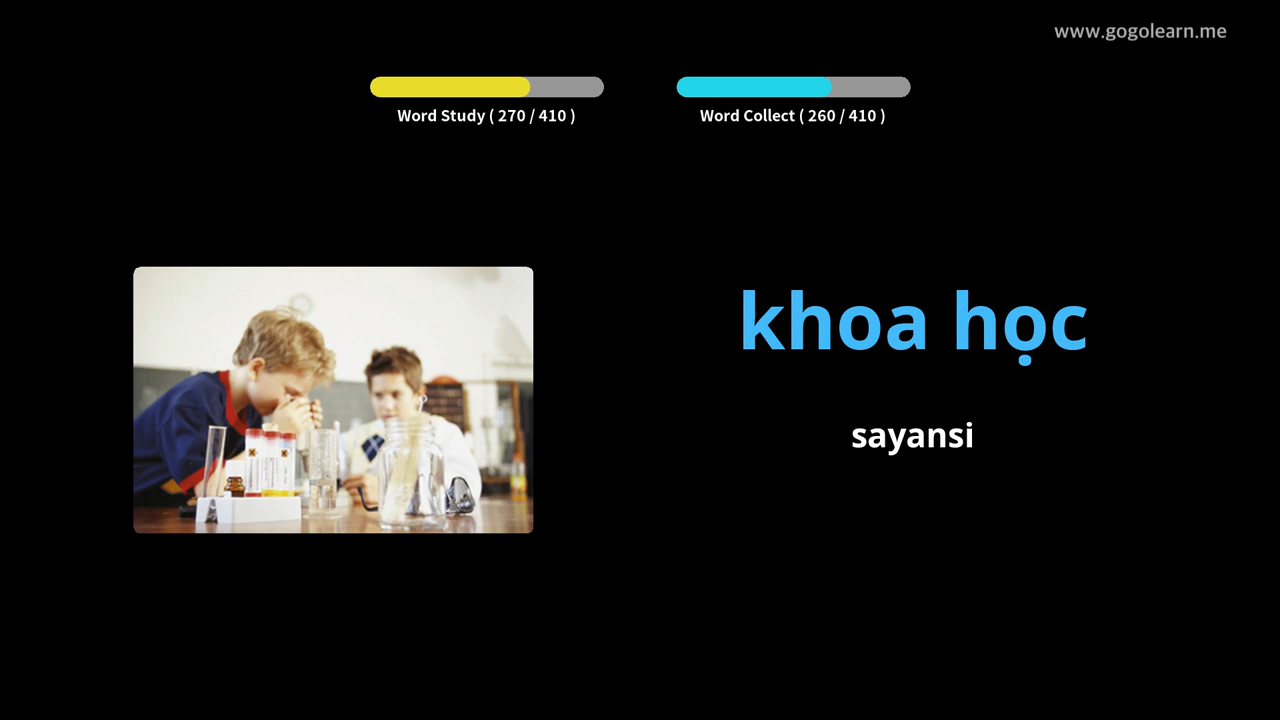 www.gogolearn.me
Word Study ( 270 / 410 )
Word Collect ( 260 / 410 )
khoa học
sayansi